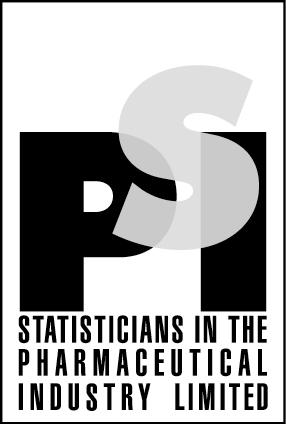 PSI
STATISTICIANS IN THE
PHARMACEUTICAL
INDUSTRY LIMITED